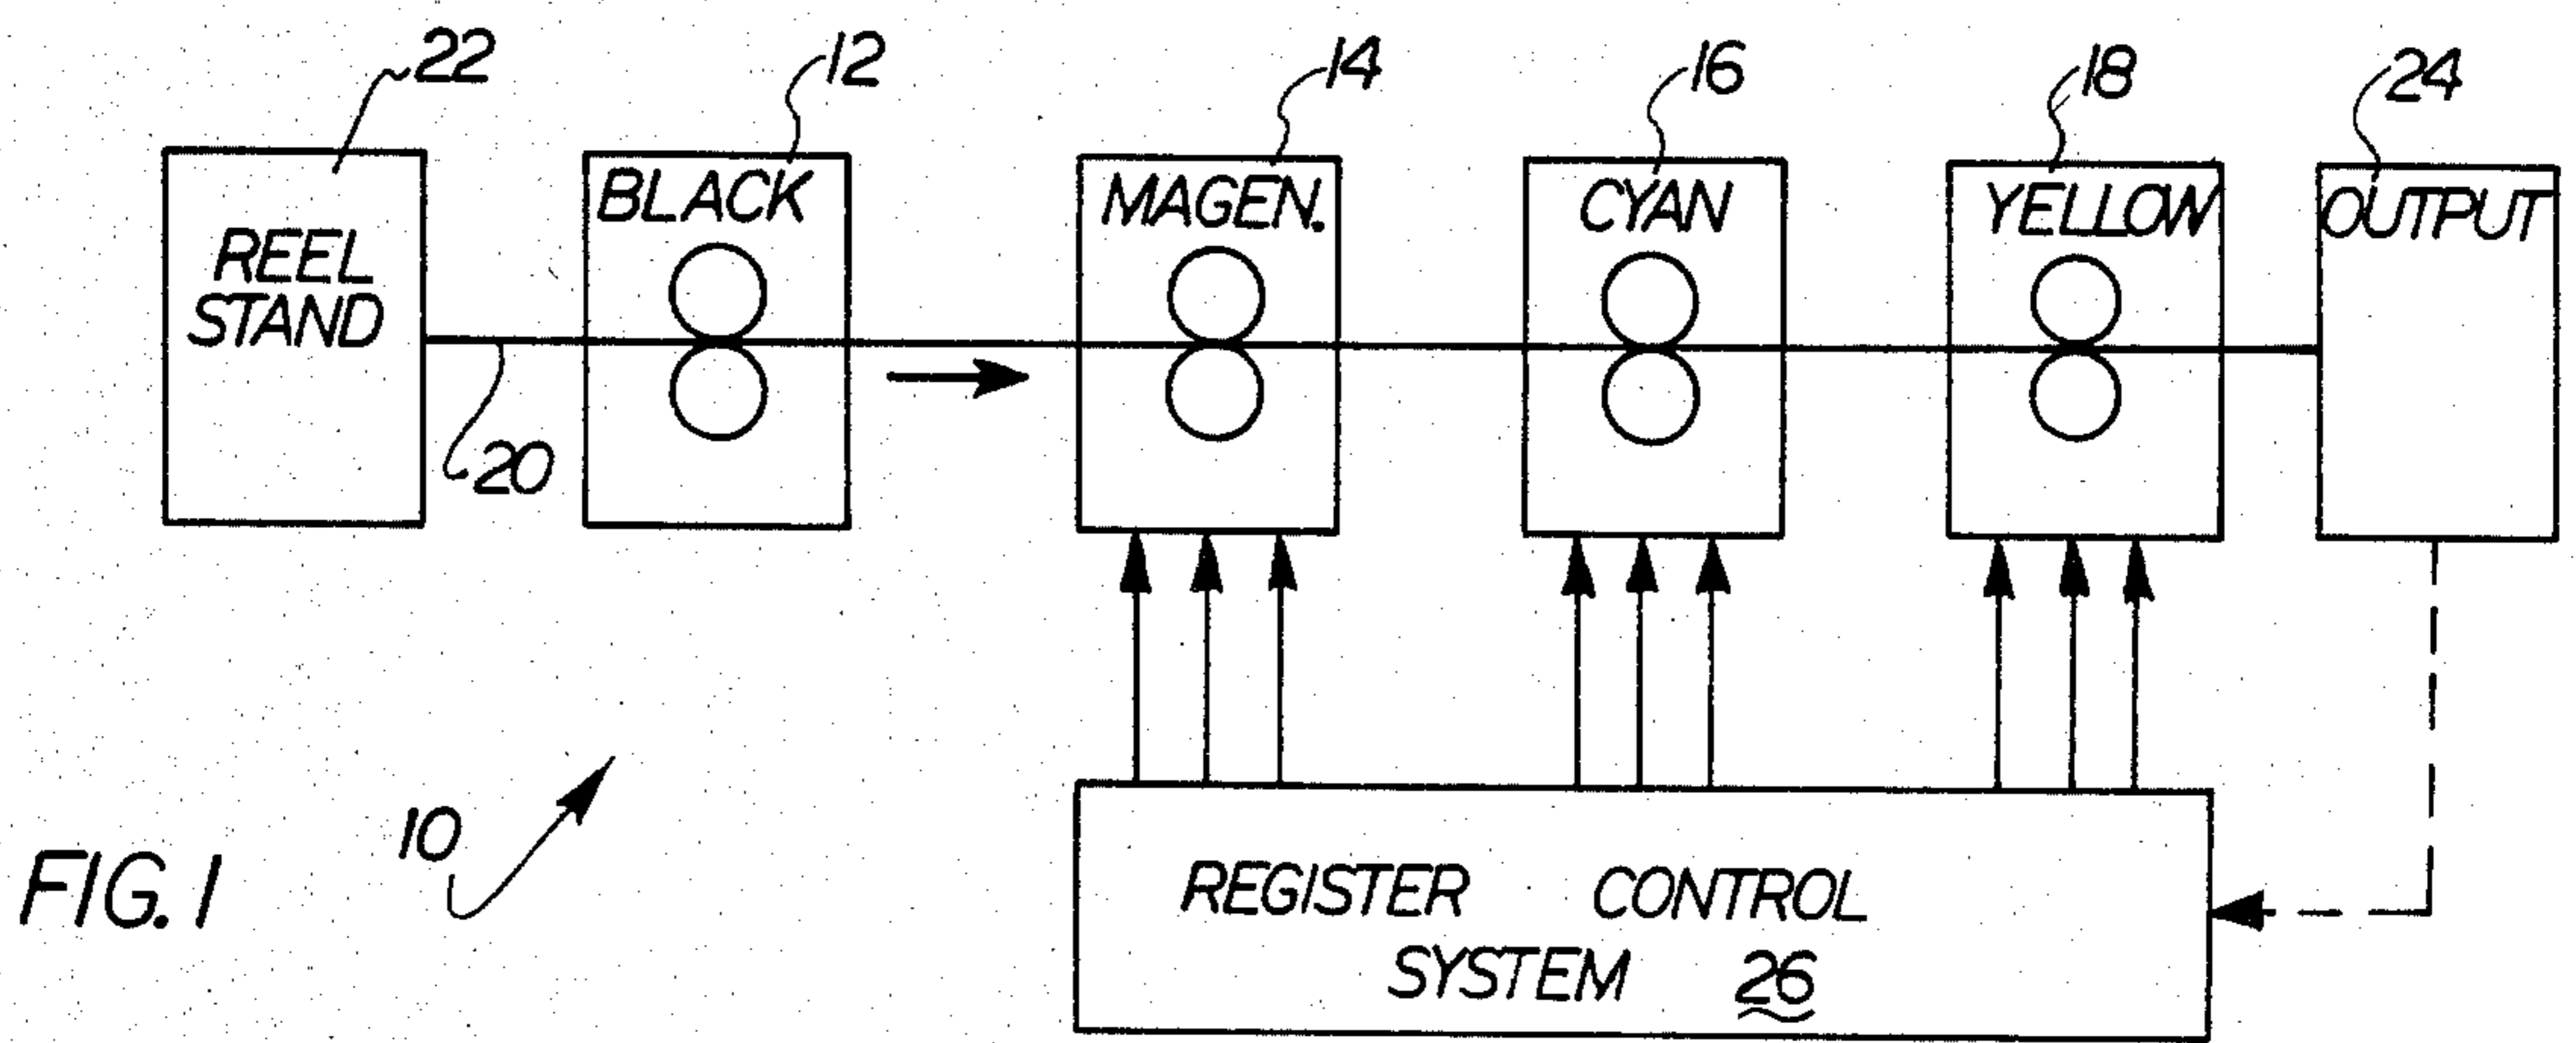 22
12
14
16
18
24
REEL
STAND
BLACK
MAGEN.
CYAN
YELLOW
OUTPUT
20
10
FIG. 1
REGISTER CONTROL
SYSTEM 26